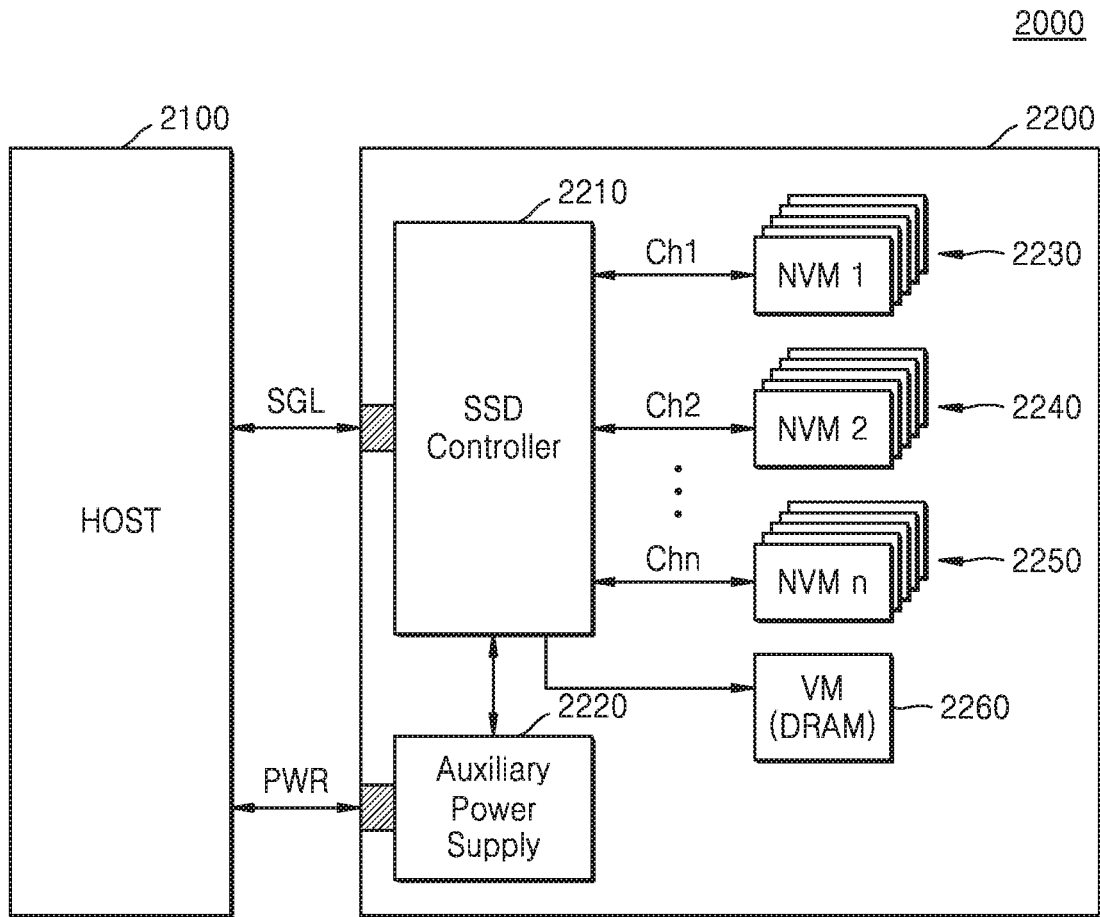 2000
2100
2200
2210
Ch1
NVM 1
2230
SGL
SSD
Controller
Ch2
NVM 2
2240
HOST
Chn
NVM n
2250
2220
VM
(DRAM)
2260
PWR
Auxiliary
Power
Supply